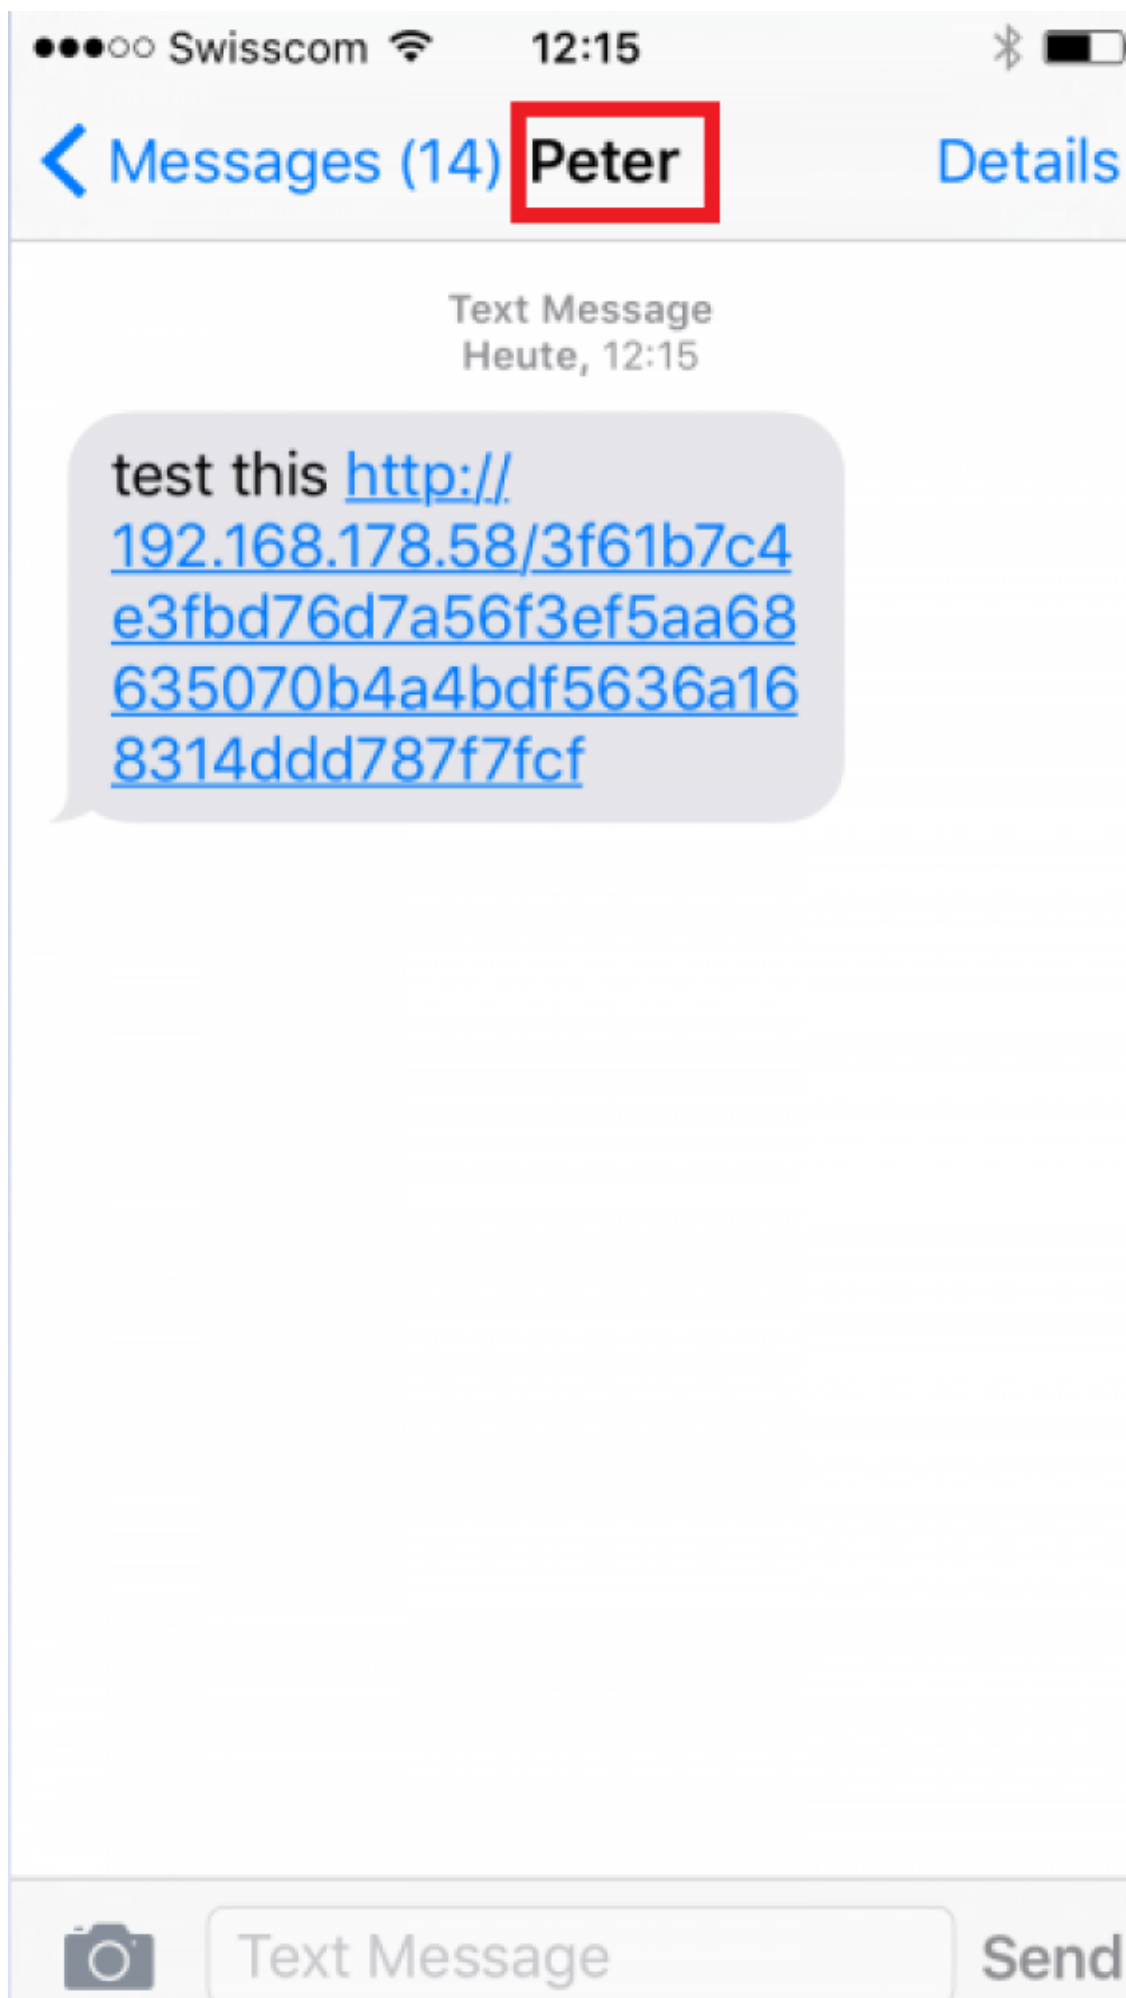 Swisscom 12:15
Messages (14) Peter Details
Text Message
Heute, 12:15
test this http://
192.168.178.58/3f61b7c4
e3fbd76d7a56f3ef5aa68
635070b4a4bdf5636a16
8314ddd787f7fcf
Text Message Send